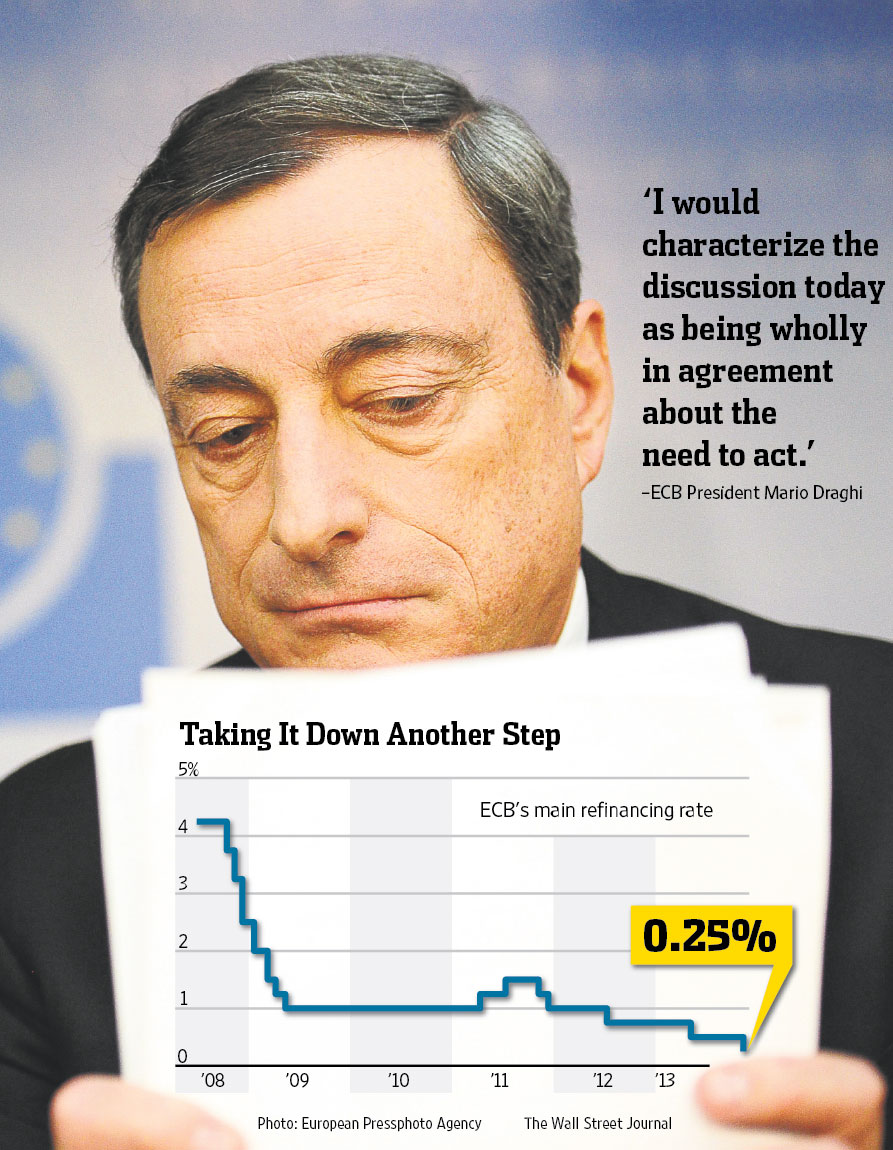 ‘I would
characterize the
discussion today
as being wholly
in agreement
about the
need to act.’
–ECB President Mario Draghi
Taking It Down Another Step
5%
ECB's main refinancing rate
4
3
2
0.25%
1
0
’08 ’09 ’10 ’11 ’12 ’13
Photo: European Pressphoto Agency The Wall Street Journal